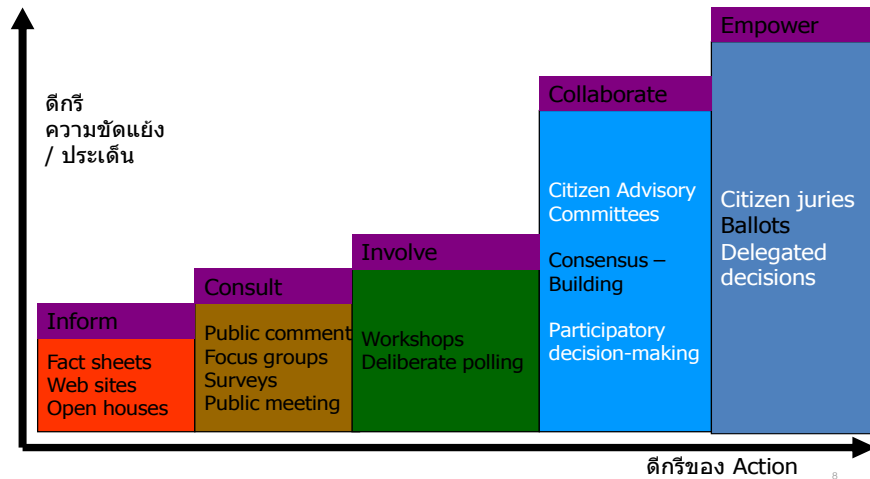 ดีกรี
ความขัดแย้ง
/ ประเด็น
Inform
Fact sheets
Web sites
Open houses
Consult
Public comment
Focus groups
Surveys
Public meeting
Involve
Workshops
Deliberate polling
Collaborate
Citizen Advisory
Committees
Consensus –
Building
Participatory
decision-making
Empower
Citizen juries
Ballots
Delegated
decisions
ดีกรีของ Action
8